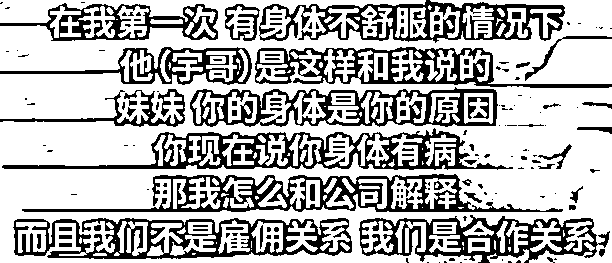 在我第一次 有身体不舒服的情况下
他(宇哥)是这样和我说的
妹妹 你的身体是你的原因
你现在说你身体有病
那我怎么和公司解释
而且我们不是雇佣关系 我们是合作关系